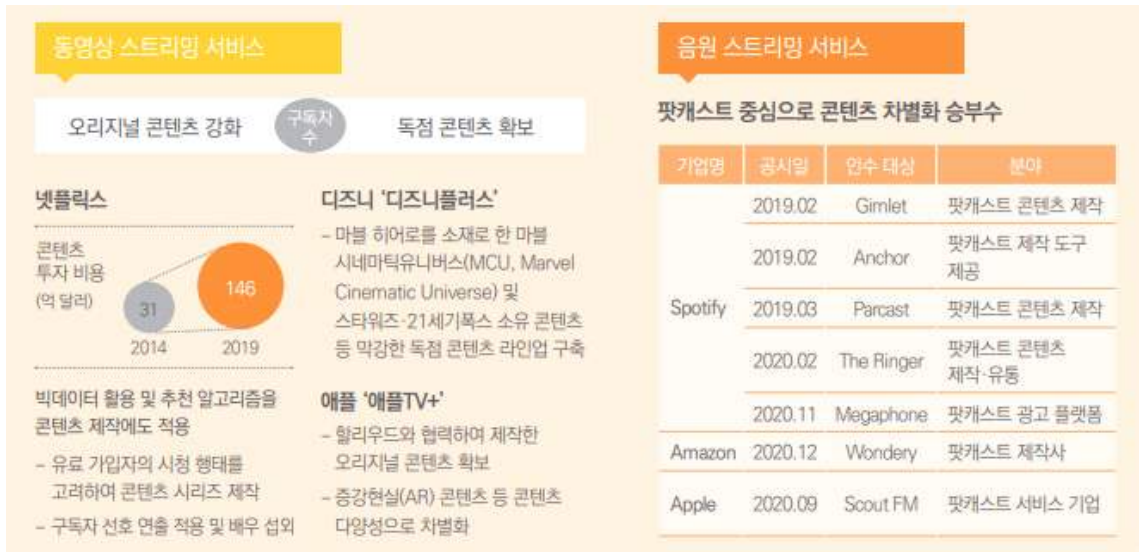 동영상 스트리밍 서비스
오리지널 콘텐츠 강화
구독자
수
독점 콘텐츠 확보
넷플릭스
콘텐츠
투자 비용
(억 달러)
31
146
2014
2019
빅데이터 활용 및 추천 알고리즘을
콘텐츠 제작에도 적용
- 유료 가입자의 시청 행태를
고려하여 콘텐츠 시리즈 제작
- 구독자 선호 연출 적용 및 배우 섭외
디즈니 ‘디즈니플러스’
- 마블 히어로를 소재로 한 마블
시네마틱유니버스(MCU, Marvel
Cinematic Universe) 및
스타워즈·21세기폭스 소유 콘텐츠
등 막강한 독점 콘텐츠 라인업 구축
애플 ‘애플TV+’
- 할리우드와 협력하여 제작한
오리지널 콘텐츠 확보
- 증강현실(AR) 콘텐츠 등 콘텐츠
다양성으로 차별화
음원 스트리밍 서비스
팟캐스트 중심으로 콘텐츠 차별화 승부수
기업명 공시일 인수 대상 분야
2019.02 Gimlet 팟캐스트 콘텐츠 제작
2019.02 Anchor 팟캐스트 제작 도구
제공
Spotify 2019.03 Parcast 팟캐스트 콘텐츠 제작
2020.02 The Ringer 팟캐스트 콘텐츠
제작·유통
2020.11 Megaphone 팟캐스트 광고 플랫폼
Amazon 2020.12 Wondery 팟캐스트 제작사
Apple 2020.09 Scout FM 팟캐스트 서비스 기업